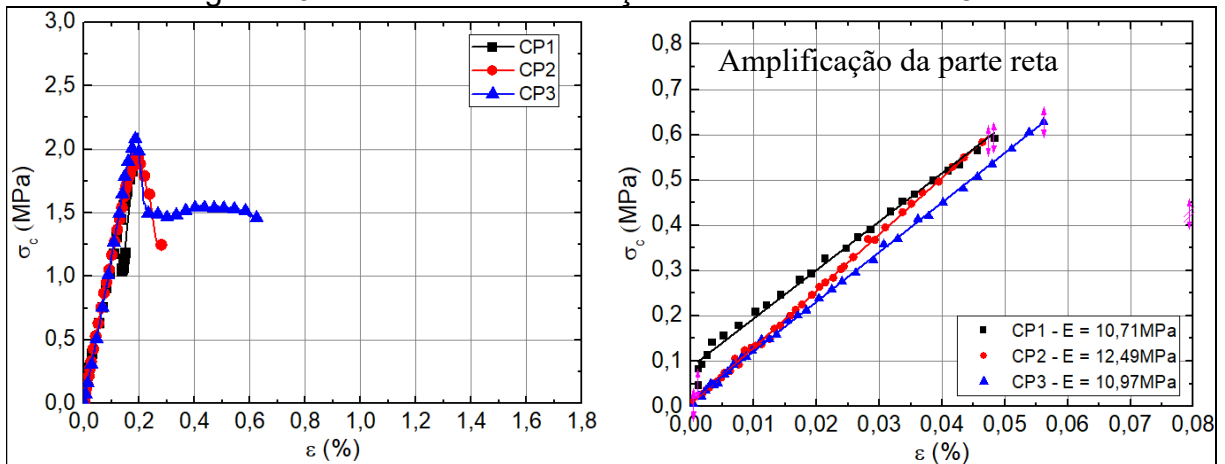 3,0
2,5
2,0
1,5
1,0
0,5
0,0
σc (MPa)
0,0 0,2 0,4 0,6 0,8 1,0 1,2 1,4 1,6 1,8
ε (%)
CP1
CP2
CP3
Amplificação da parte reta
0,8
0,7
0,6
0,5
0,4
0,3
0,2
0,1
0,0
σc (MPa)
0,00 0,01 0,02 0,03 0,04 0,05 0,06 0,07 0,08
ε (%)
CP1 - E = 10,71MPa
CP2 - E = 12,49MPa
CP3 - E = 10,97MPa